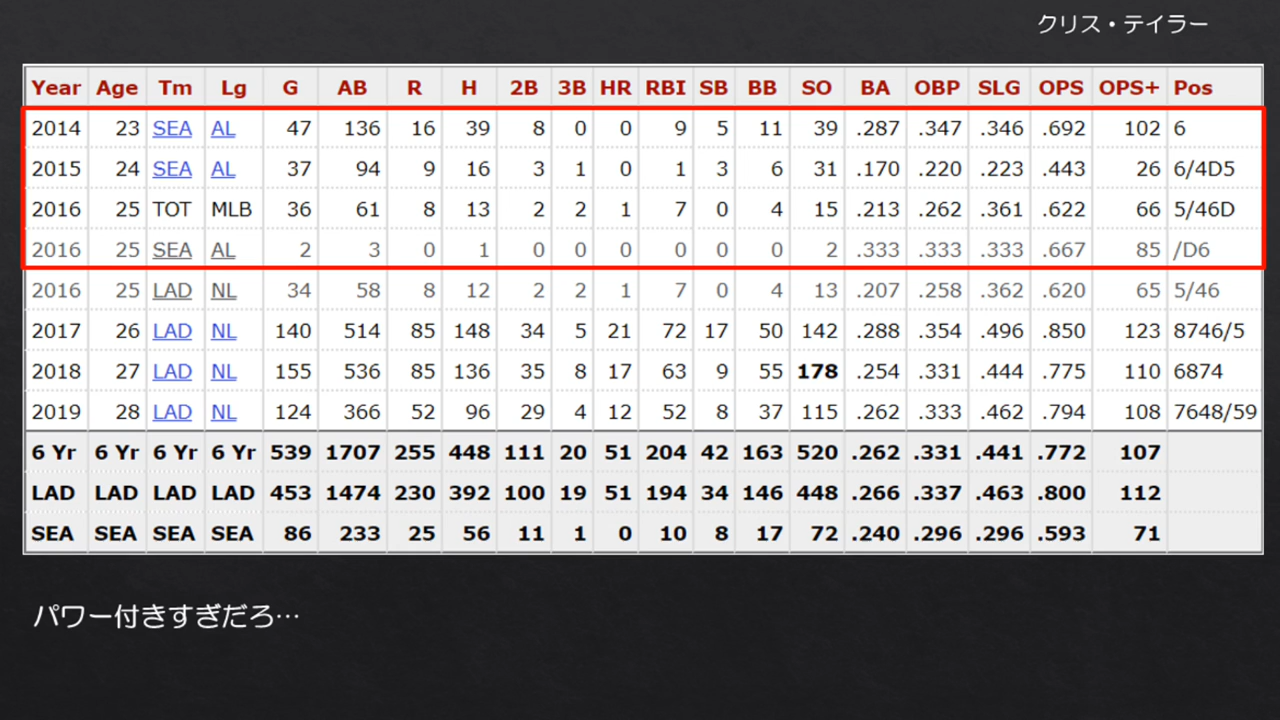 クリス・テイラー
Year Age Tm Lg G AB R H 2B 3B HR RBI SB BB SO BA OBP SLG OPS OPS+ Pos
2014 23 SEA AL 47 136 16 39 8 0 0 9 5 11 39 .287 .347 .346 .692 102 6
2015 24 SEA AL 37 94 9 16 3 1 0 1 3 6 31 .170 .220 .223 .443 26 6/4D5
2016 25 TOT MLB 36 61 8 13 2 2 1 7 0 4 15 .213 .262 .361 .622 66 5/46D
2016 25 SEA AL 2 3 0 1 0 0 0 0 0 0 2 .333 .333 .333 .667 85 /D6
2016 25 LAD NL 34 58 8 12 2 2 1 7 0 4 13 .207 .258 .362 .620 65 5/46
2017 26 LAD NL 140 514 85 148 34 5 21 72 17 50 142 .288 .354 .496 .850 123 8746/5
2018 27 LAD NL 155 536 85 136 35 8 17 63 9 55 178 .254 .331 .444 .775 110 6874
2019 28 LAD NL 124 366 52 96 29 4 12 52 8 37 115 .262 .333 .462 .794 108 7648/59
6 Yr 6 Yr 6 Yr 6 Yr 539 1707 255 448 111 20 51 204 42 163 520 .262 .331 .441 .772 107
LAD LAD LAD LAD 453 1474 230 392 100 19 51 194 34 146 448 .266 .337 .463 .800 112
SEA SEA SEA SEA 86 233 25 56 11 1 0 10 8 17 72 .240 .296 .296 .593 71
パワー付きすぎだろ…